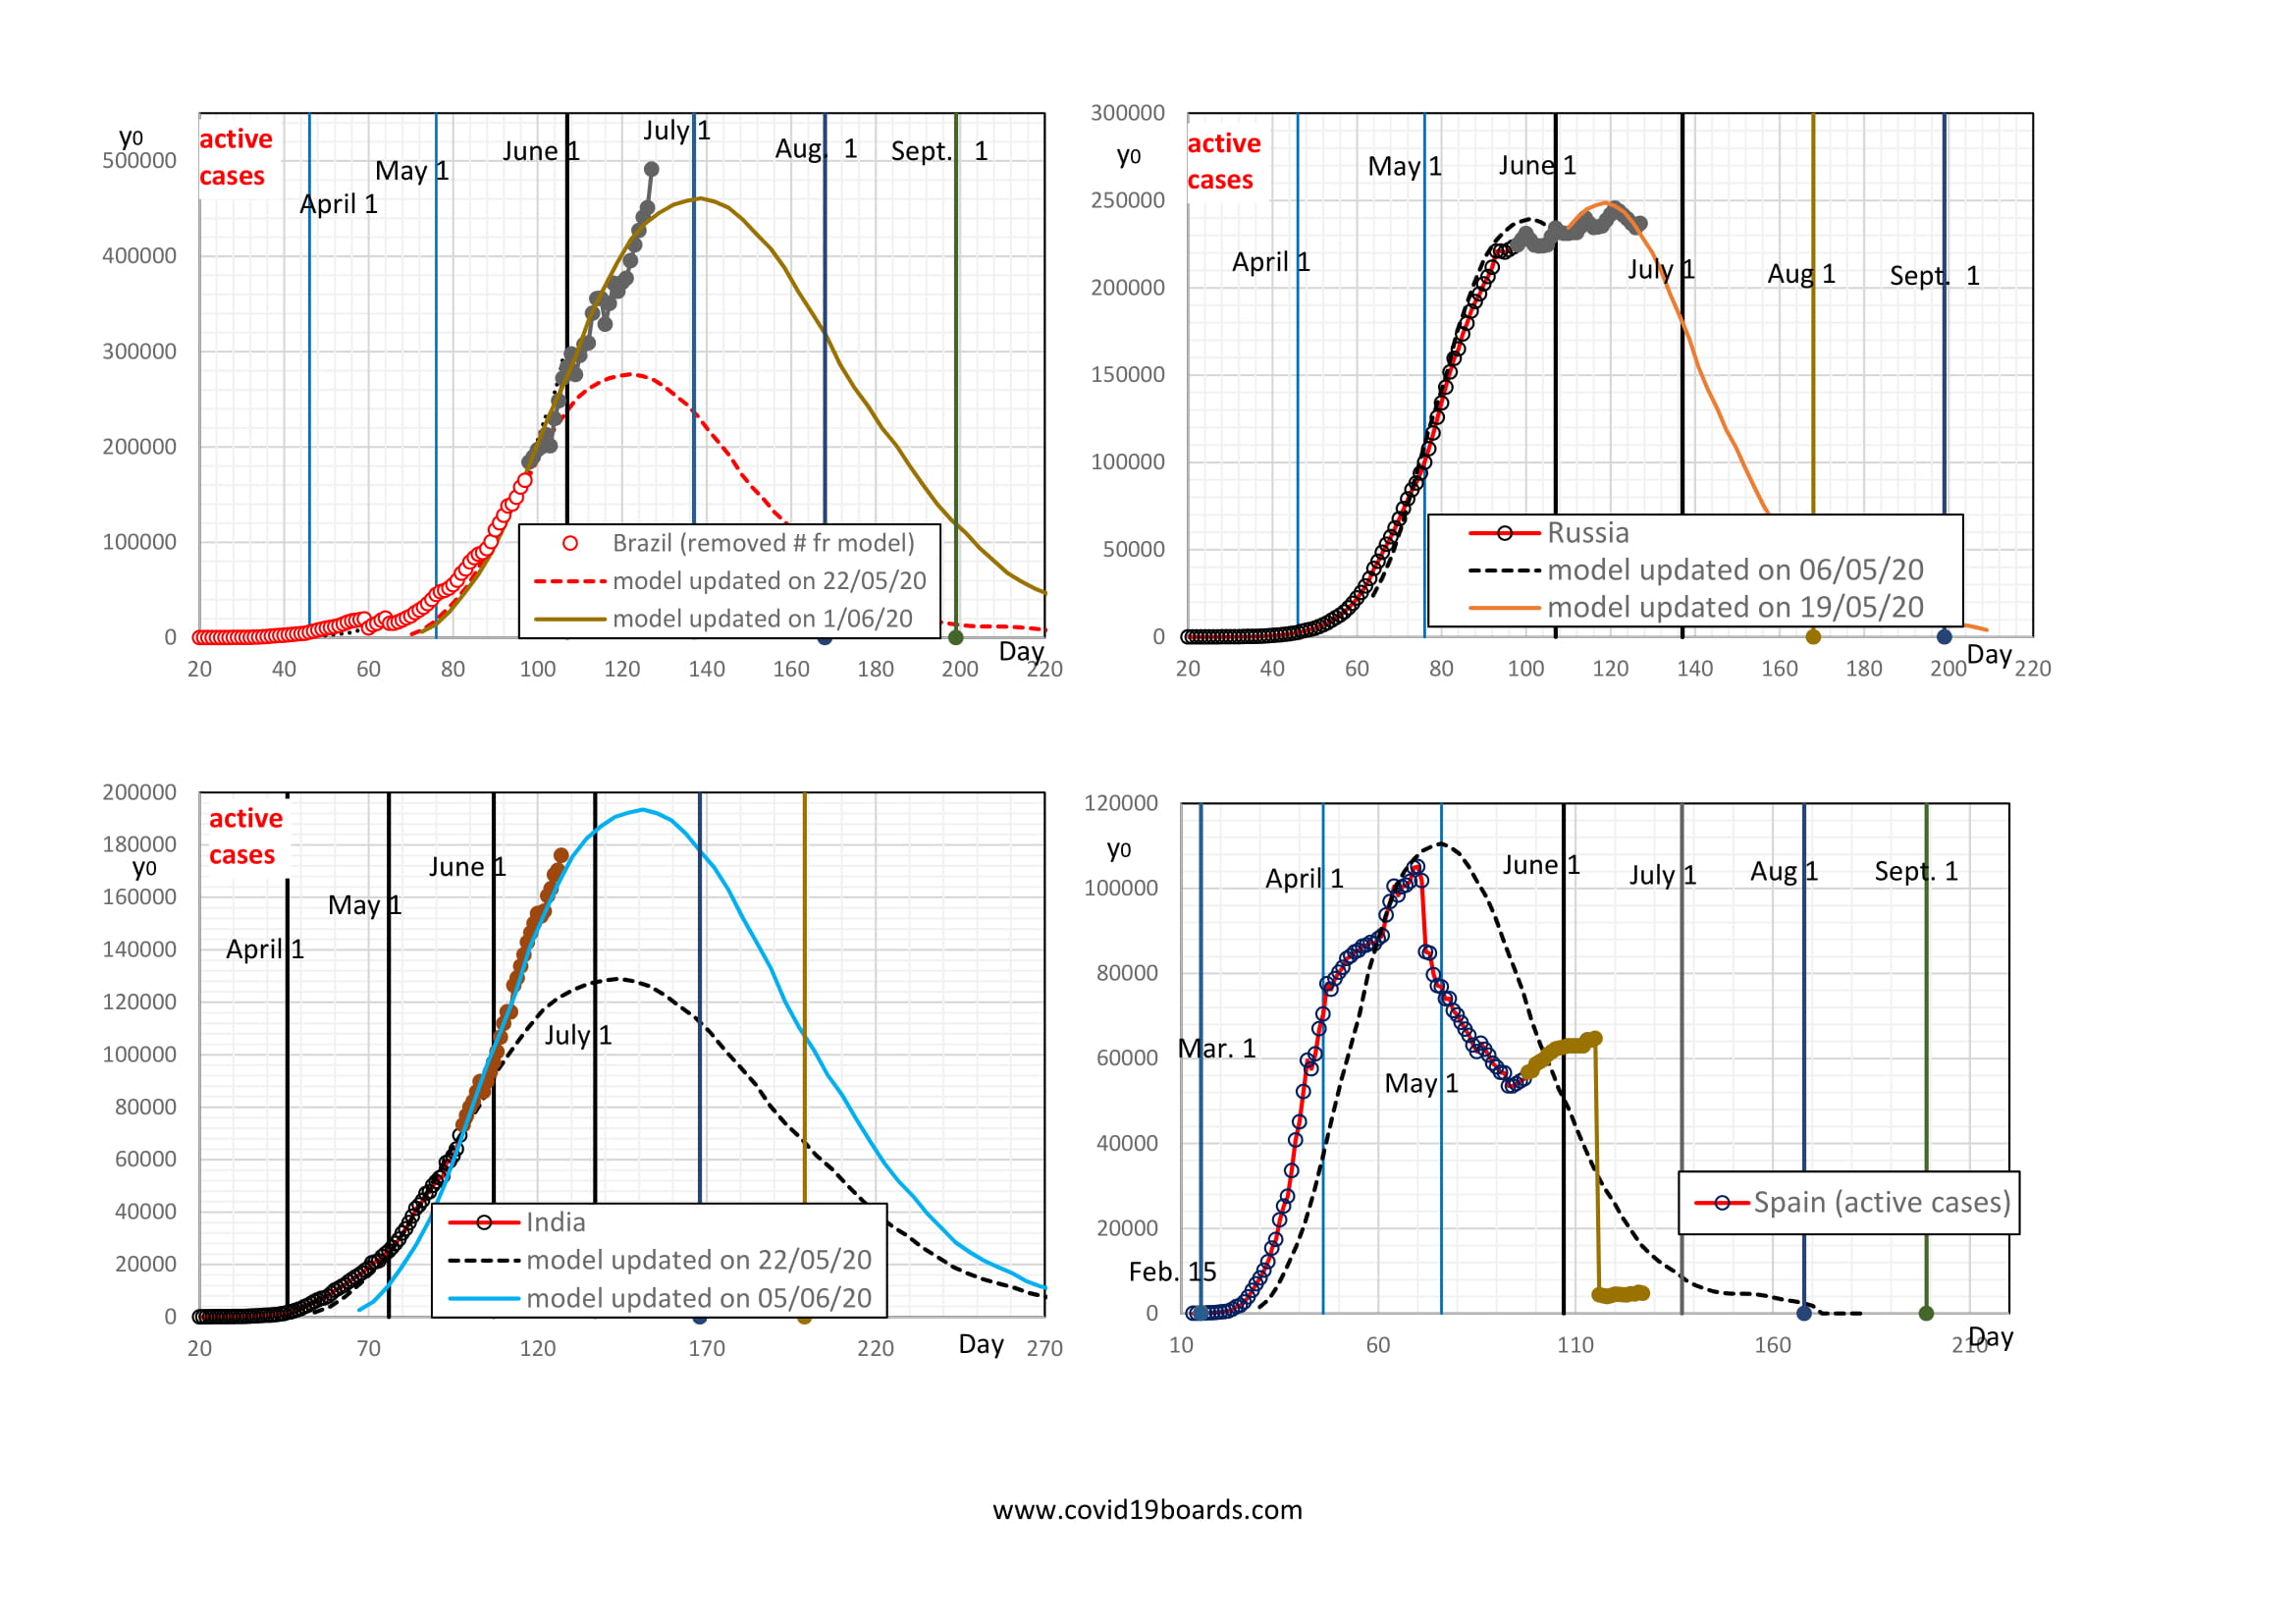 y0
active
cases
April 1
May 1
June 1
July 1
Aug. 1
Sept. 1
500000
400000
300000
200000
100000
0
20 40 60 80 100 120 140 160 180 200 220
Day
Brazil (removed # fr model)
model updated on 22/05/20
model updated on 1/06/20
active
cases
y0
April 1
May 1
June 1
July 1
Aug 1
Sept. 1
300000
250000
200000
150000
100000
50000
0
20 40 60 80 100 120 140 160 180 200 220
Day
Russia
model updated on 06/05/20
model updated on 19/05/20
active
cases
y0
April 1
May 1
June 1
July 1
200000
180000
160000
140000
120000
100000
80000
60000
40000
20000
0
20 70 120 170 220 270
Day
India
model updated on 22/05/20
model updated on 05/06/20
y0
Feb. 15
Mar. 1
April 1
May 1
June 1
July 1
Aug 1
Sept. 1
120000
100000
80000
60000
40000
20000
0
10 60 110 160 210
Day
Spain (active cases)
www.covid19boards.com